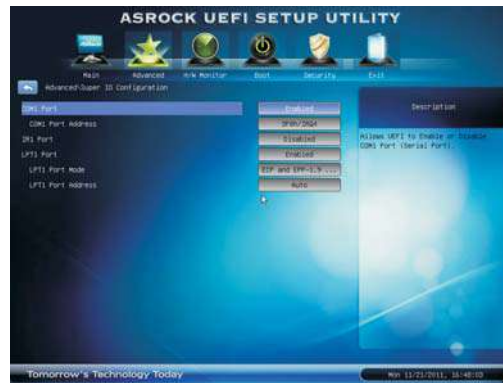 ASROCK UEFI SETUP UTILITY
Main Advanced H/W Monitor Boot Security Exit
Advanced\Super IO Configuration
COM1 Port Enabled
COM1 Port Address 3F8h/IRQ4
IR1 Port Disabled
LPT1 Port Enabled
LPT1 Port Mode ECP and EPP-1.9 ...
LPT1 Port Address Auto
Description
Allows UEFI to Enable or Disable
COM1 Port (Serial Port).
Tomorrow's Technology Today
Mon 11/21/2011, 16:40:03